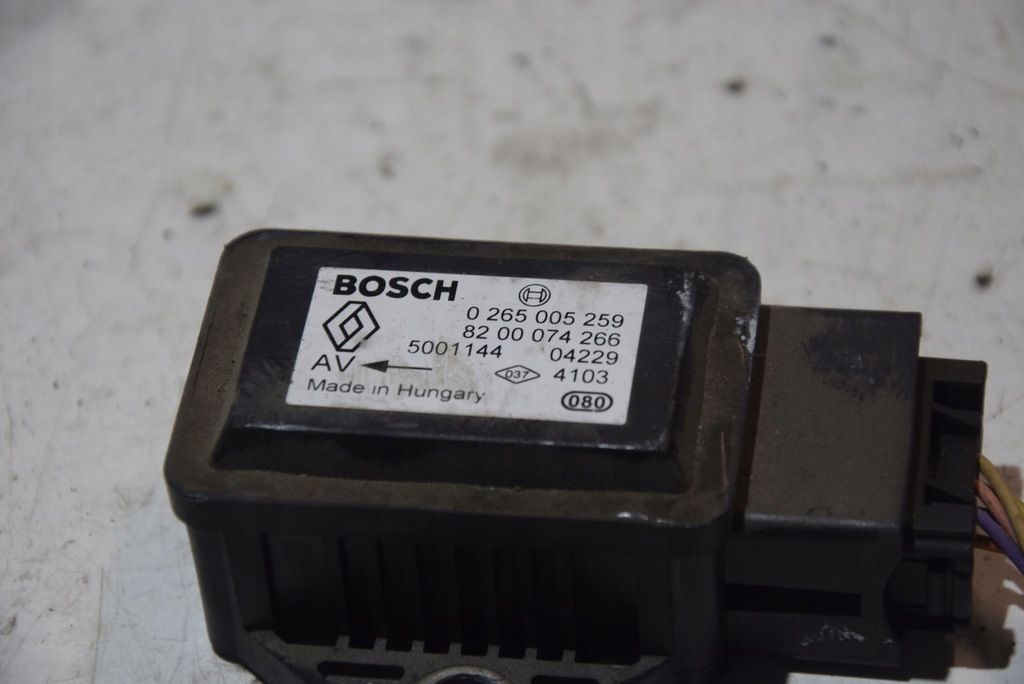 BOSCH
0 265 005 259
82 00 074 266
5001144 04229
AV 037 4103
Made in Hungary
080